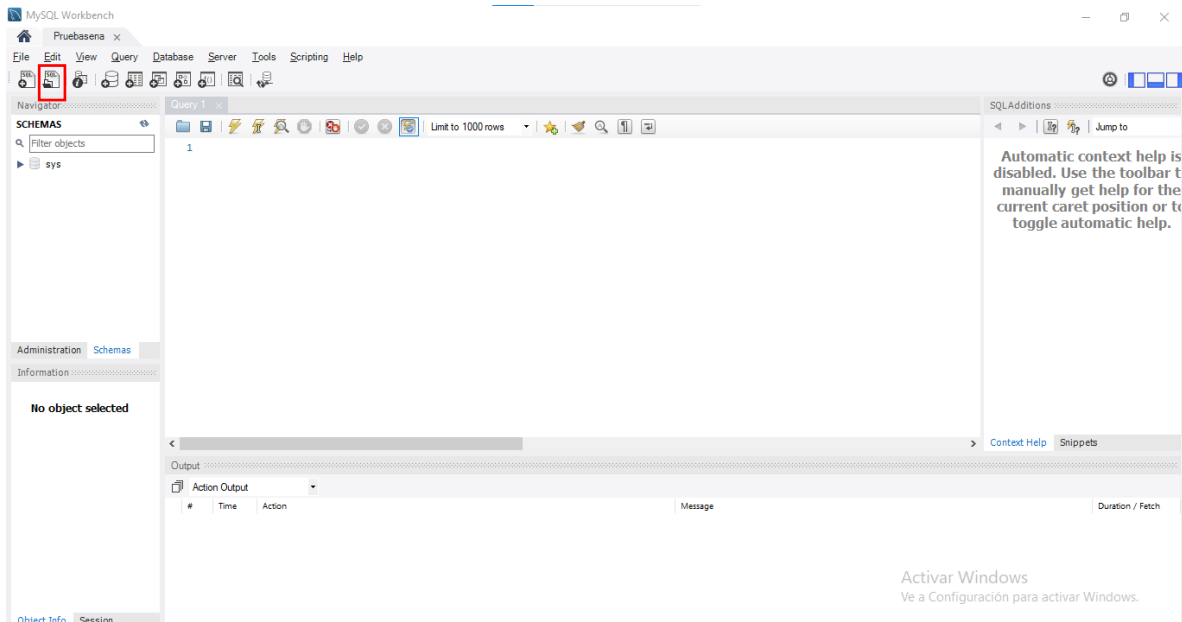 MySQL Workbench
Pruebasena
File Edit View Query Database Server Tools Scripting Help
Navigator
Query 1
SQLAdditions
SCHEMAS
Limit to 1000 rows
Jump to
Filter objects
1
sys
Automatic context help is
disabled. Use the toolbar t
manually get help for the
current caret position or to
toggle automatic help.
Administration Schemas
Information
No object selected
Context Help Snippets
Output
Action Output
# Time Action Message Duration / Fetch
Activar Windows
Ve a Configuración para activar Windows.
Object Info Session